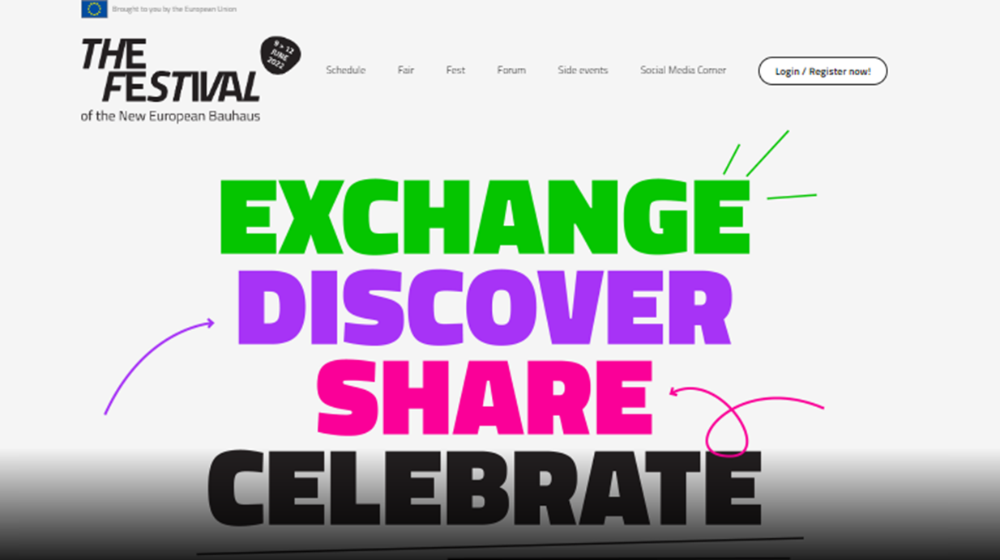 Brought to you by the European Union
THE
FESTIVAL
of the New European Bauhaus
9 > 12
JUNE
2022
Schedule Fair Fest Forum Side events Social Media Corner Login / Register now!
EXCHANGE
DISCOVER
SHARE
CELEBRATE